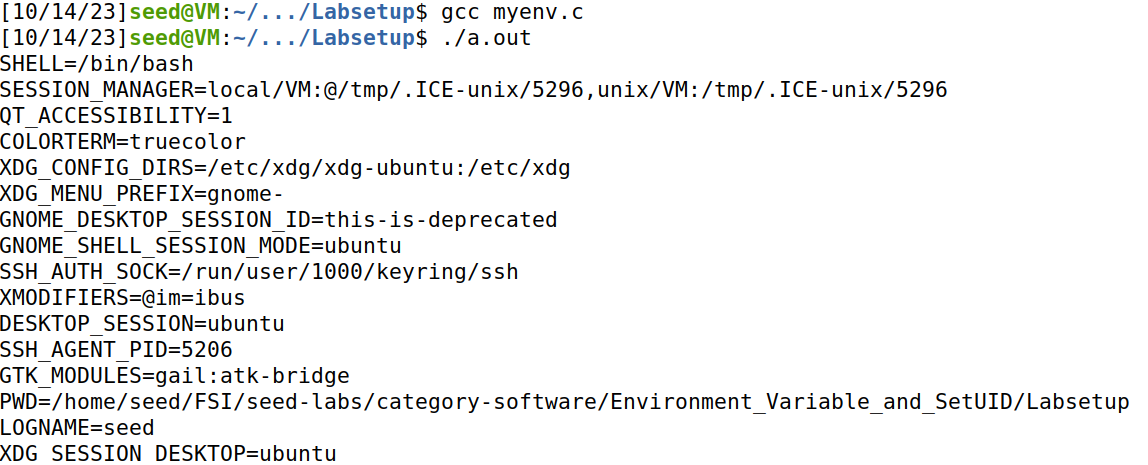 [10/14/23]seed@VM:~/.../Labsetup$ gcc myenv.c
[10/14/23]seed@VM:~/.../Labsetup$ ./a.out
SHELL=/bin/bash
SESSION_MANAGER=local/VM:@/tmp/.ICE-unix/5296,unix/VM:/tmp/.ICE-unix/5296
QT_ACCESSIBILITY=1
COLORTERM=truecolor
XDG_CONFIG_DIRS=/etc/xdg/xdg-ubuntu:/etc/xdg
XDG_MENU_PREFIX=gnome-
GNOME_DESKTOP_SESSION_ID=this-is-deprecated
GNOME_SHELL_SESSION_MODE=ubuntu
SSH_AUTH_SOCK=/run/user/1000/keyring/ssh
XMODIFIERS=@im=ibus
DESKTOP_SESSION=ubuntu
SSH_AGENT_PID=5206
GTK_MODULES=gail:atk-bridge
PWD=/home/seed/FSI/seed-labs/category-software/Environment_Variable_and_SetUID/Labsetup
LOGNAME=seed
XDG_SESSION_DESKTOP=ubuntu